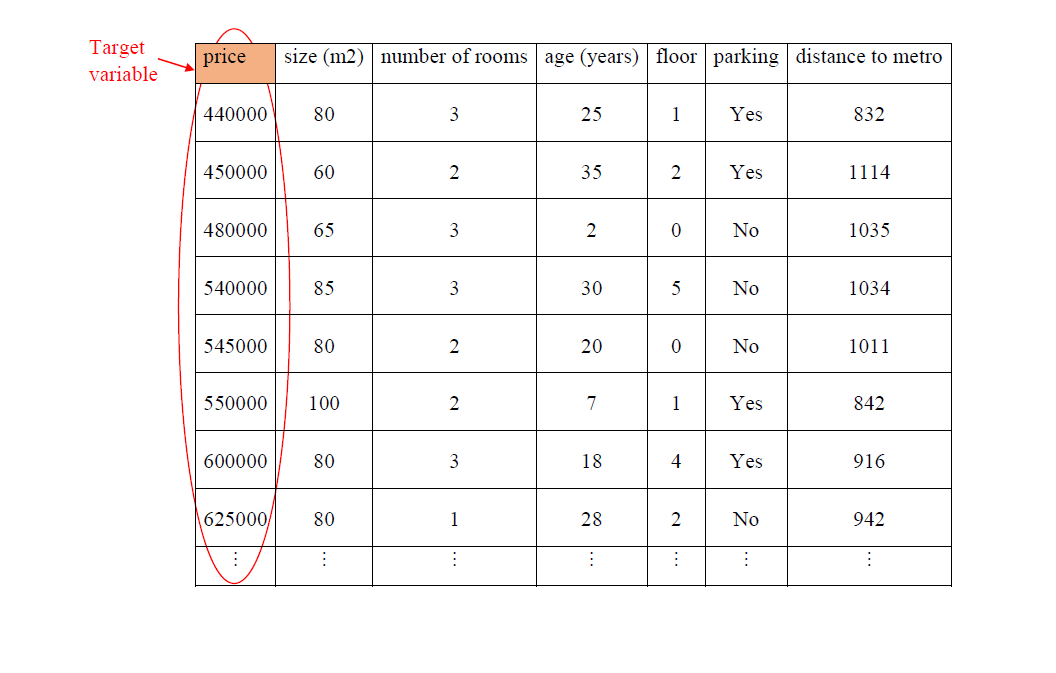 Target
variable
price size (m2) number of rooms age (years) floor parking distance to metro
440000 80 3 25 1 Yes 832
450000 60 2 35 2 Yes 1114
480000 65 3 2 0 No 1035
540000 85 3 30 5 No 1034
545000 80 2 20 0 No 1011
550000 100 2 7 1 Yes 842
600000 80 3 18 4 Yes 916
625000 80 1 28 2 No 942
⋮ ⋮ ⋮ ⋮ ⋮ ⋮ ⋮